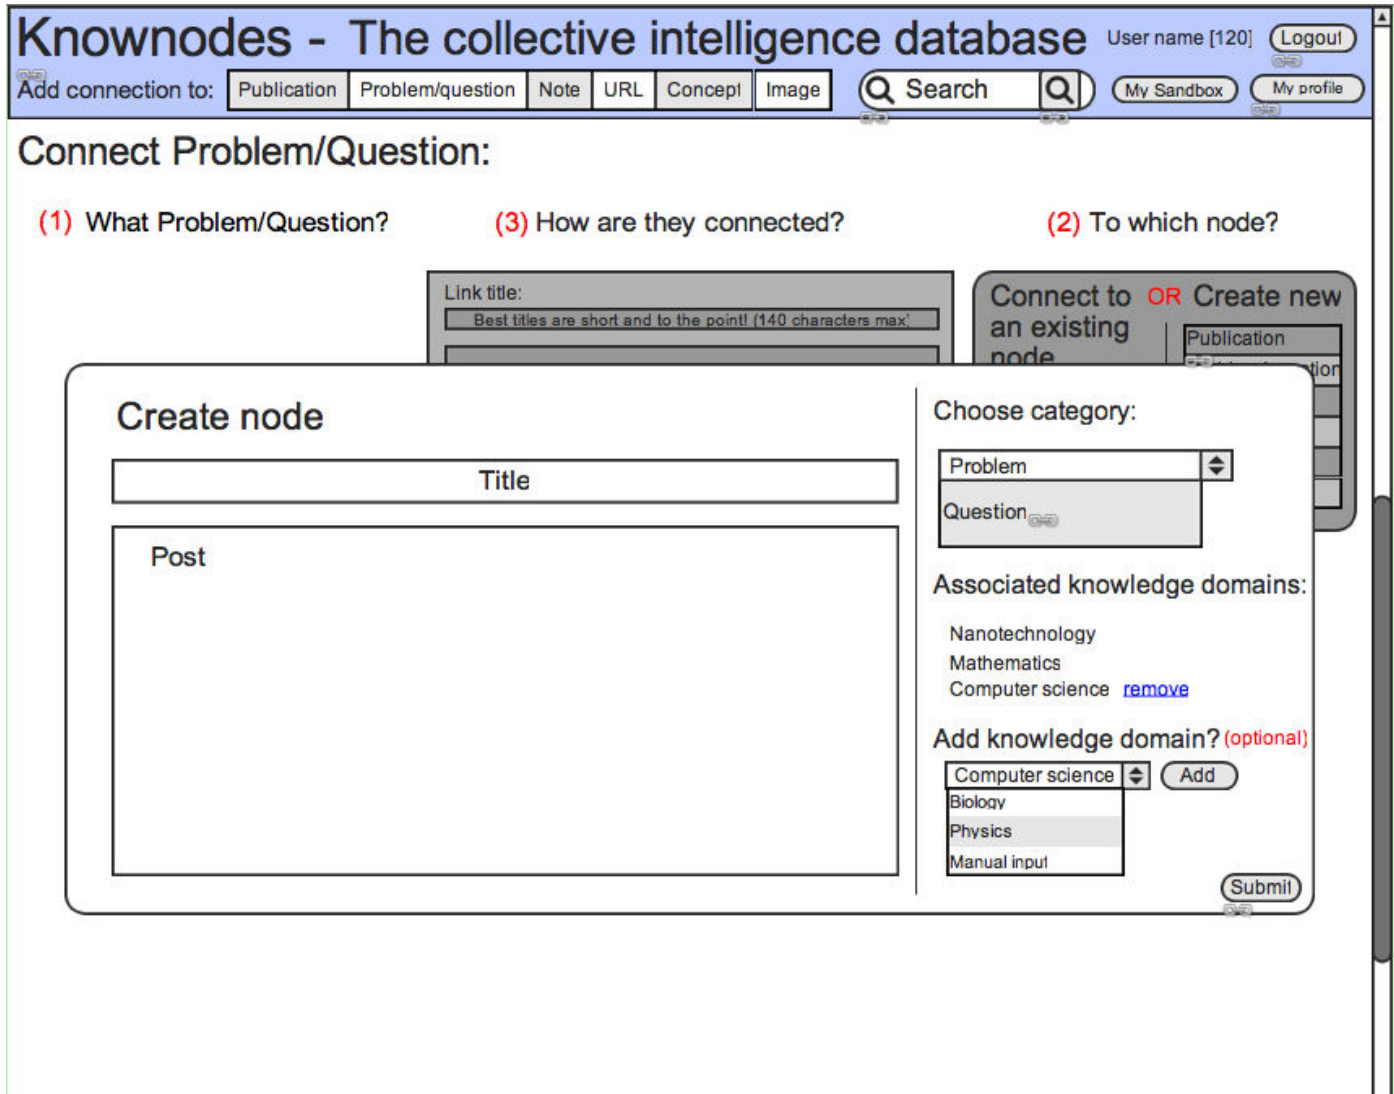 Knownodes - The collective intelligence database
User name [120]
Logout
Add connection to:
Publication
Problem/question
Note
URL
Concept
Image
Search
My Sandbox
My profile
Connect Problem/Question:
(1) What Problem/Question?
(3) How are they connected?
(2) To which node?
Link title:
Best titles are short and to the point! (140 characters max)
Connect to
an existing
node
OR
Create new
Publication
Create node
Title
Post
Choose category:
Problem
Question
Associated knowledge domains:
Nanotechnology
Mathematics
Computer science remove
Add knowledge domain? (optional)
Computer science
Add
Biology
Physics
Manual input
Submit